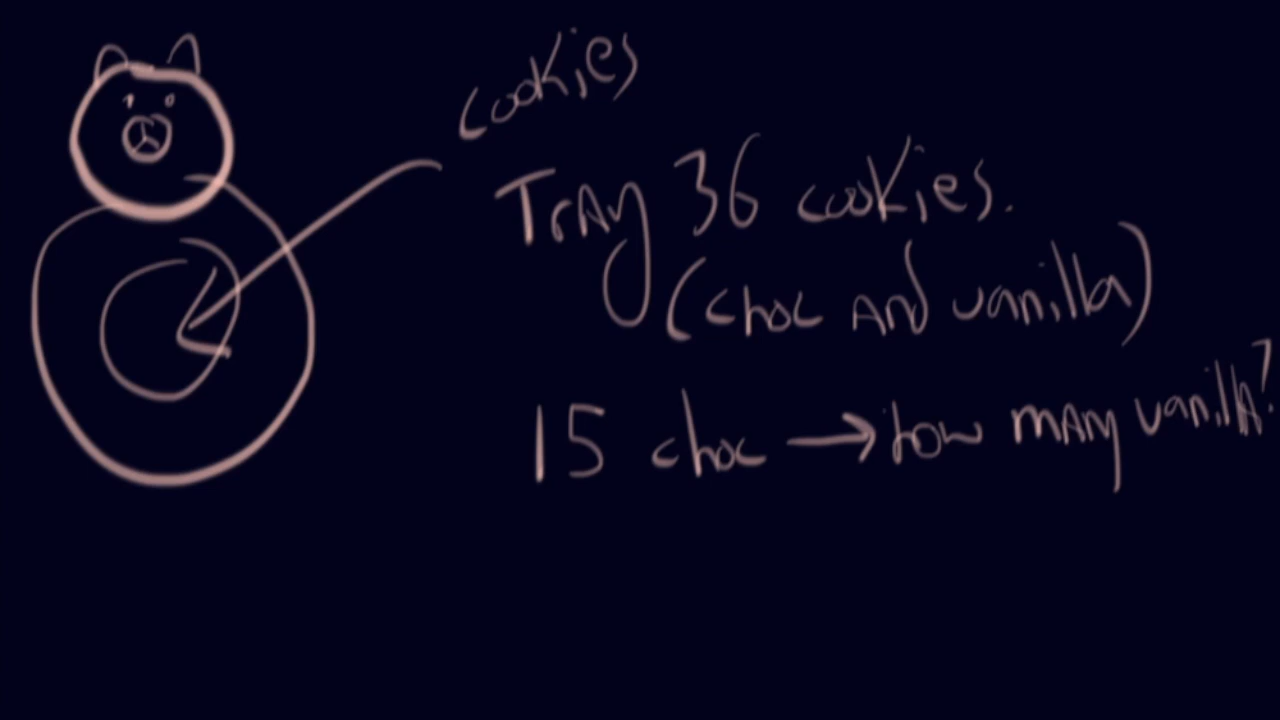 cookies
Tray 36 cookies.
(choc and vanilla)
15 choc → how many vanilla?